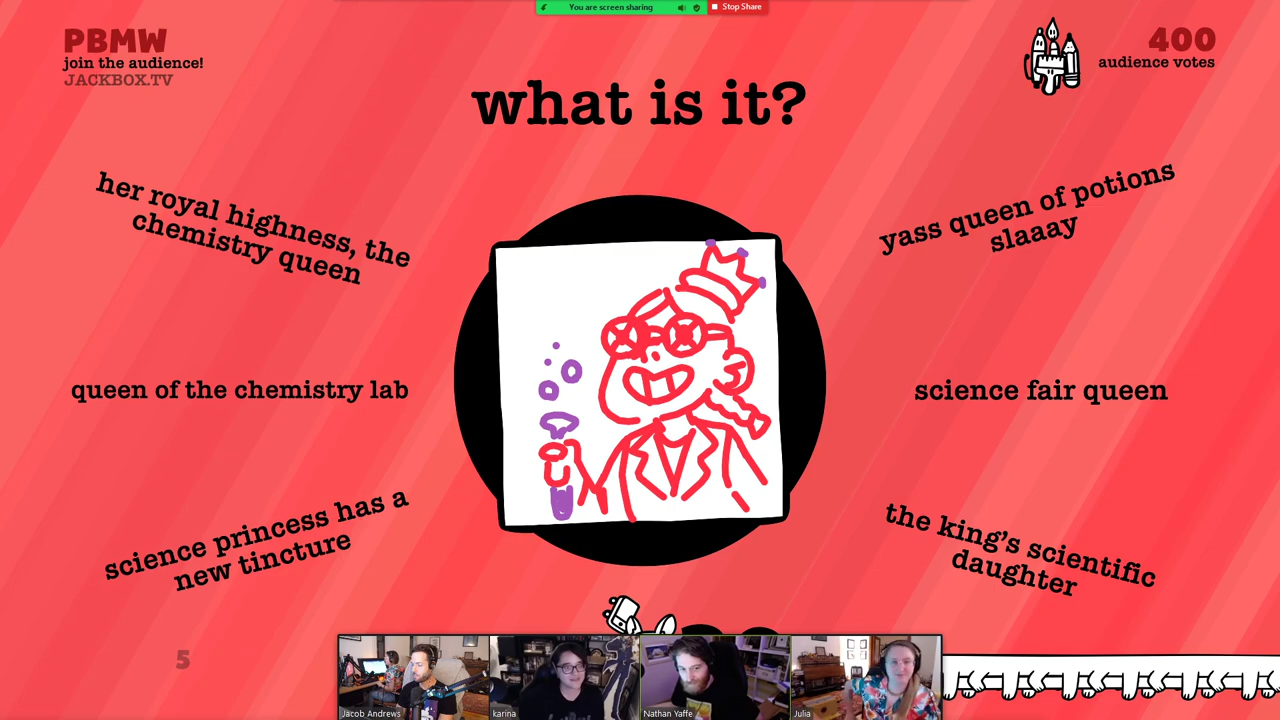 You are screen sharing
Stop Share
PBMW
join the audience!
JACKBOX.TV
400
audience votes
what is it?
her royal highness, the
chemistry queen
yass queen of potions
slaaay
queen of the chemistry lab
science fair queen
science princess has a
new tincture
the king's scientific
daughter
5
Jacob Andrews
karina
Nathan Yaffe
Julia